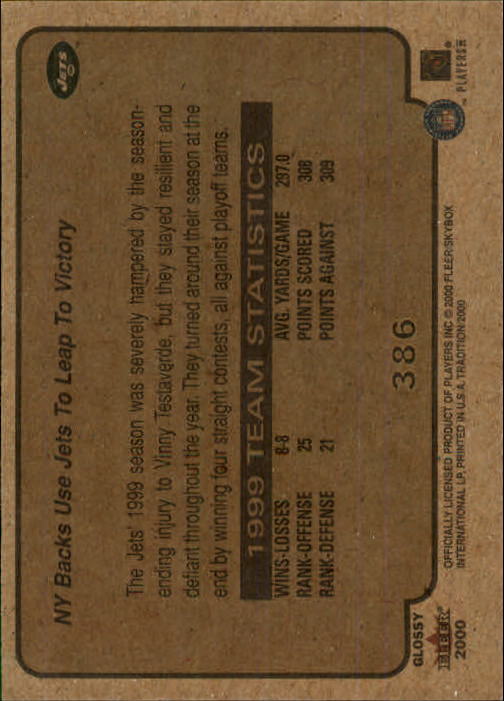 NY Backs Use Jets To Leap To Victory
JETS
The Jets' 1999 season was severely hampered by the season-
ending injury to Vinny Testaverde, but they stayed resilient and
defiant throughout the year. They turned around their season at the
end by winning four straight contests, all against playoff teams.
1999 TEAM STATISTICS
WINS-LOSSES 8-8 AVG. YARDS/GAME 297.0
RANK-OFFENSE 25 POINTS SCORED 308
RANK-DEFENSE 21 POINTS AGAINST 309
386
GLOSSY
FLEER
2000
OFFICIALLY LICENSED PRODUCT OF PLAYERS INC © 2000 FLEER/SKYBOX
INTERNATIONAL LP, PRINTED IN U.S.A. TRADITION 2000
NFL
PLAYERS INC